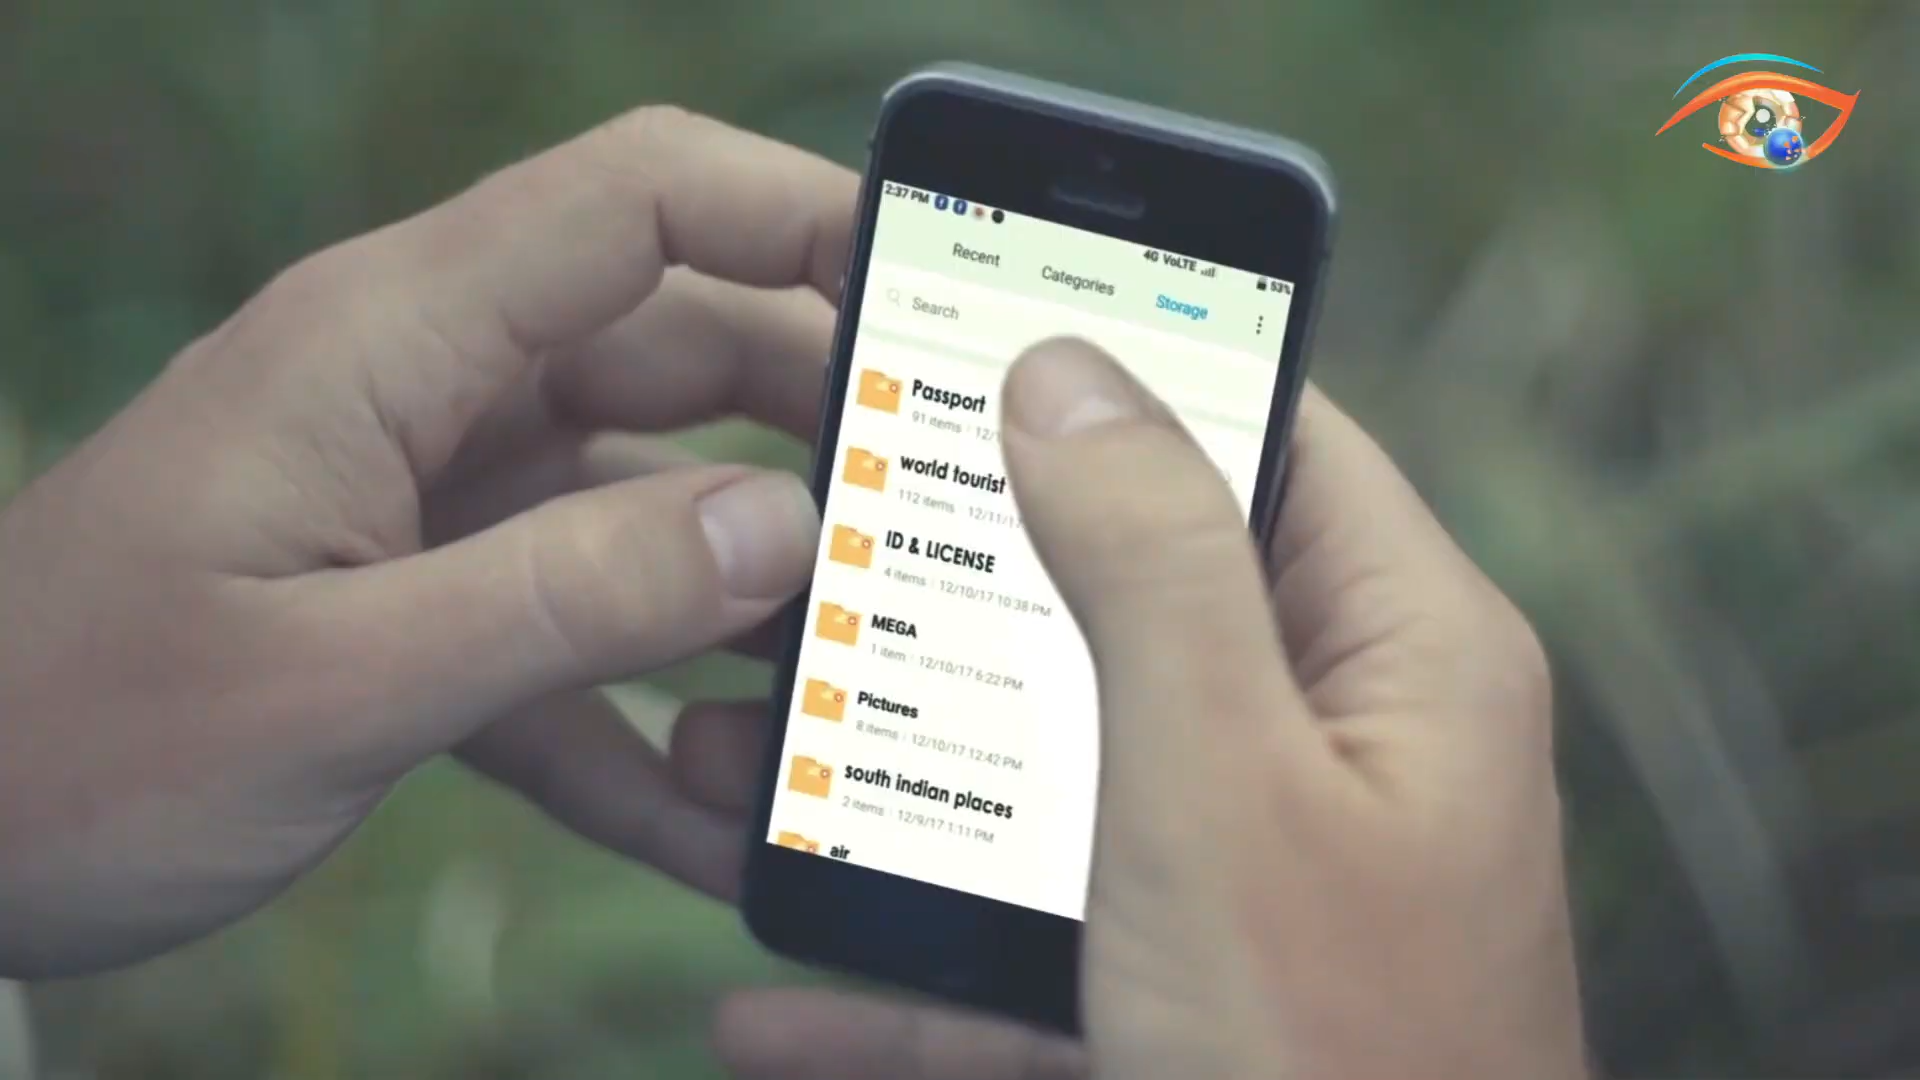 2:37 PM
4G VoLTE
53%
Recent
Categories
Storage
Search
Passport
91 items
world tourist
112 items
ID & LICENSE
4 items
12/10/17 10:38 PM
MEGA
1 item
12/10/17 6:22 PM
Pictures
8 items
12/10/17 12:42 PM
south indian places
2 items
12/9/17 1:11 PM
air